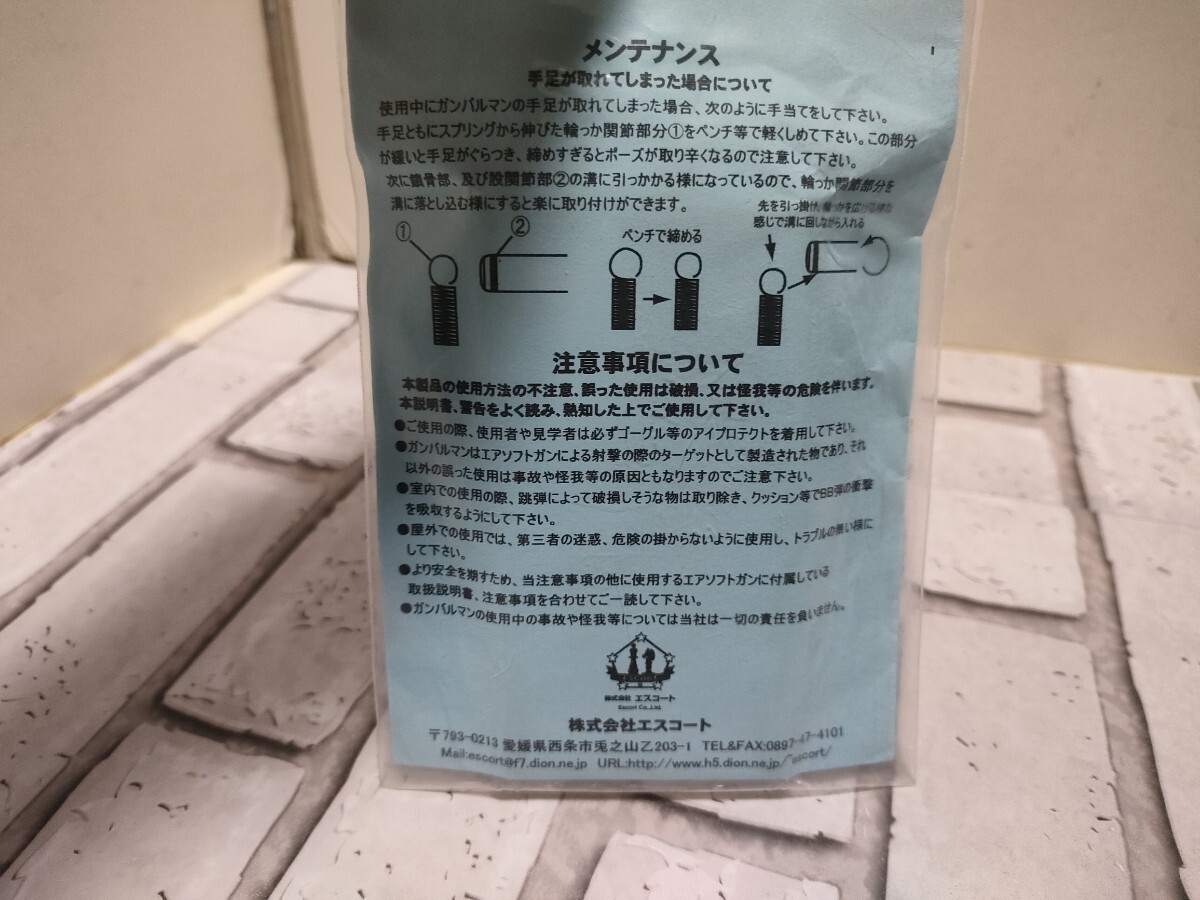 メンテナンス
手足が取れてしまった場合について
使用中にガンバルマンの手足が取れてしまった場合、次のように手当てをして下さい。
手足ともにスプリングから伸びた輪っか関節部分①をペンチ等で軽くしめて下さい。この部分
が緩いと手足がぐらつき、締めすぎるとポーズが取り辛くなるので注意して下さい。
次に鎖骨部、及び股関節部②の溝に引っかかる様になっているので、輪っか関節部分を
溝に落とし込む様にすると楽に取り付けができます。
先を引っ掛け、輪っかを広げる様な
感じで溝に回しながら入れる
①
②
ペンチで締める
注意事項について
本製品の使用方法の不注意、誤った使用は破損、又は怪我等の危険を伴います。
本説明書、警告をよく読み、熟知した上でご使用して下さい。
●ご使用の際、使用者や見学者は必ずゴーグル等のアイプロテクトを着用して下さい。
●ガンバルマンはエアソフトガンによる射撃の際のターゲットとして製造された物であり、それ
以外の誤った使用は事故や怪我等の原因ともなりますのでご注意下さい。
●室内での使用の際、跳弾によって破損しそうな物は取り除き、クッション等でBB弾の衝撃
を吸収するようにして下さい。
●屋外での使用では、第三者の迷惑、危険の掛からないように使用し、トラブルの無い様に
して下さい。
●より安全を期すため、当注意事項の他に使用するエアソフトガンに付属している
取扱説明書、注意事項を合わせてご一読して下さい。
●ガンバルマンの使用中の事故や怪我等については当社は一切の責任を負いません。
ESCORT
株式会社 エスコート
Escort Co.,Ltd.
株式会社エスコート
〒793-0213 愛媛県西条市兎之山乙203-1 TEL&FAX:0897-47-4101
Mail:escort@f7.dion.ne.jp URL:http://www.h5.dion.ne.jp/~escort/